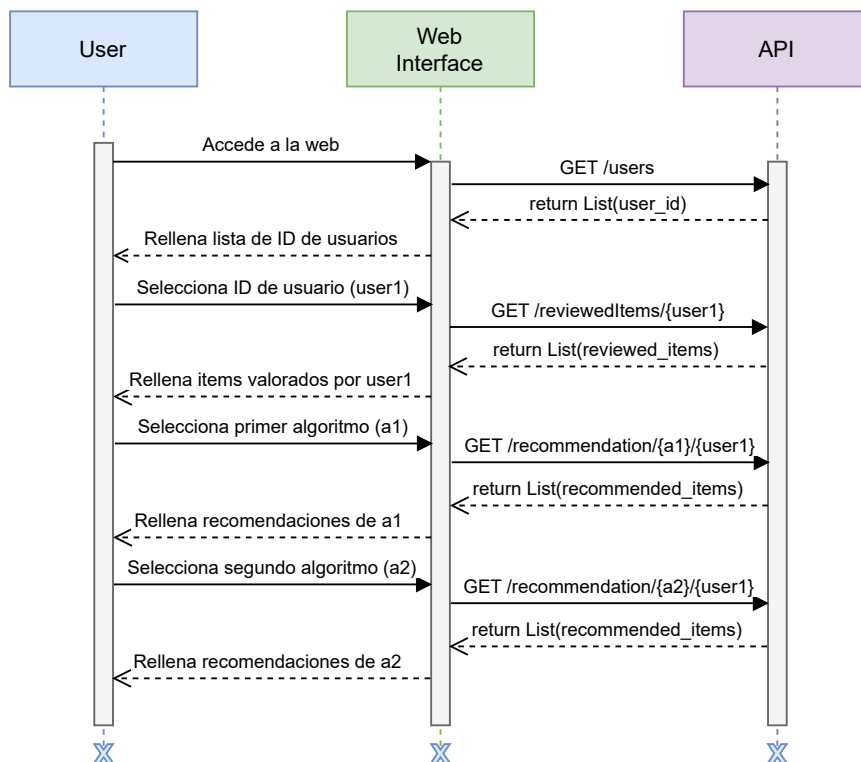 User
Web
Interface
API
Accede a la web
GET /users
return List(user_id)
Rellena lista de ID de usuarios
Selecciona ID de usuario (user1)
GET /reviewedItems/{user1}
return List(reviewed_items)
Rellena items valorados por user1
Selecciona primer algoritmo (a1)
GET /recommendation/{a1}/{user1}
return List(recommended_items)
Rellena recomendaciones de a1
Selecciona segundo algoritmo (a2)
GET /recommendation/{a2}/{user1}
return List(recommended_items)
Rellena recomendaciones de a2